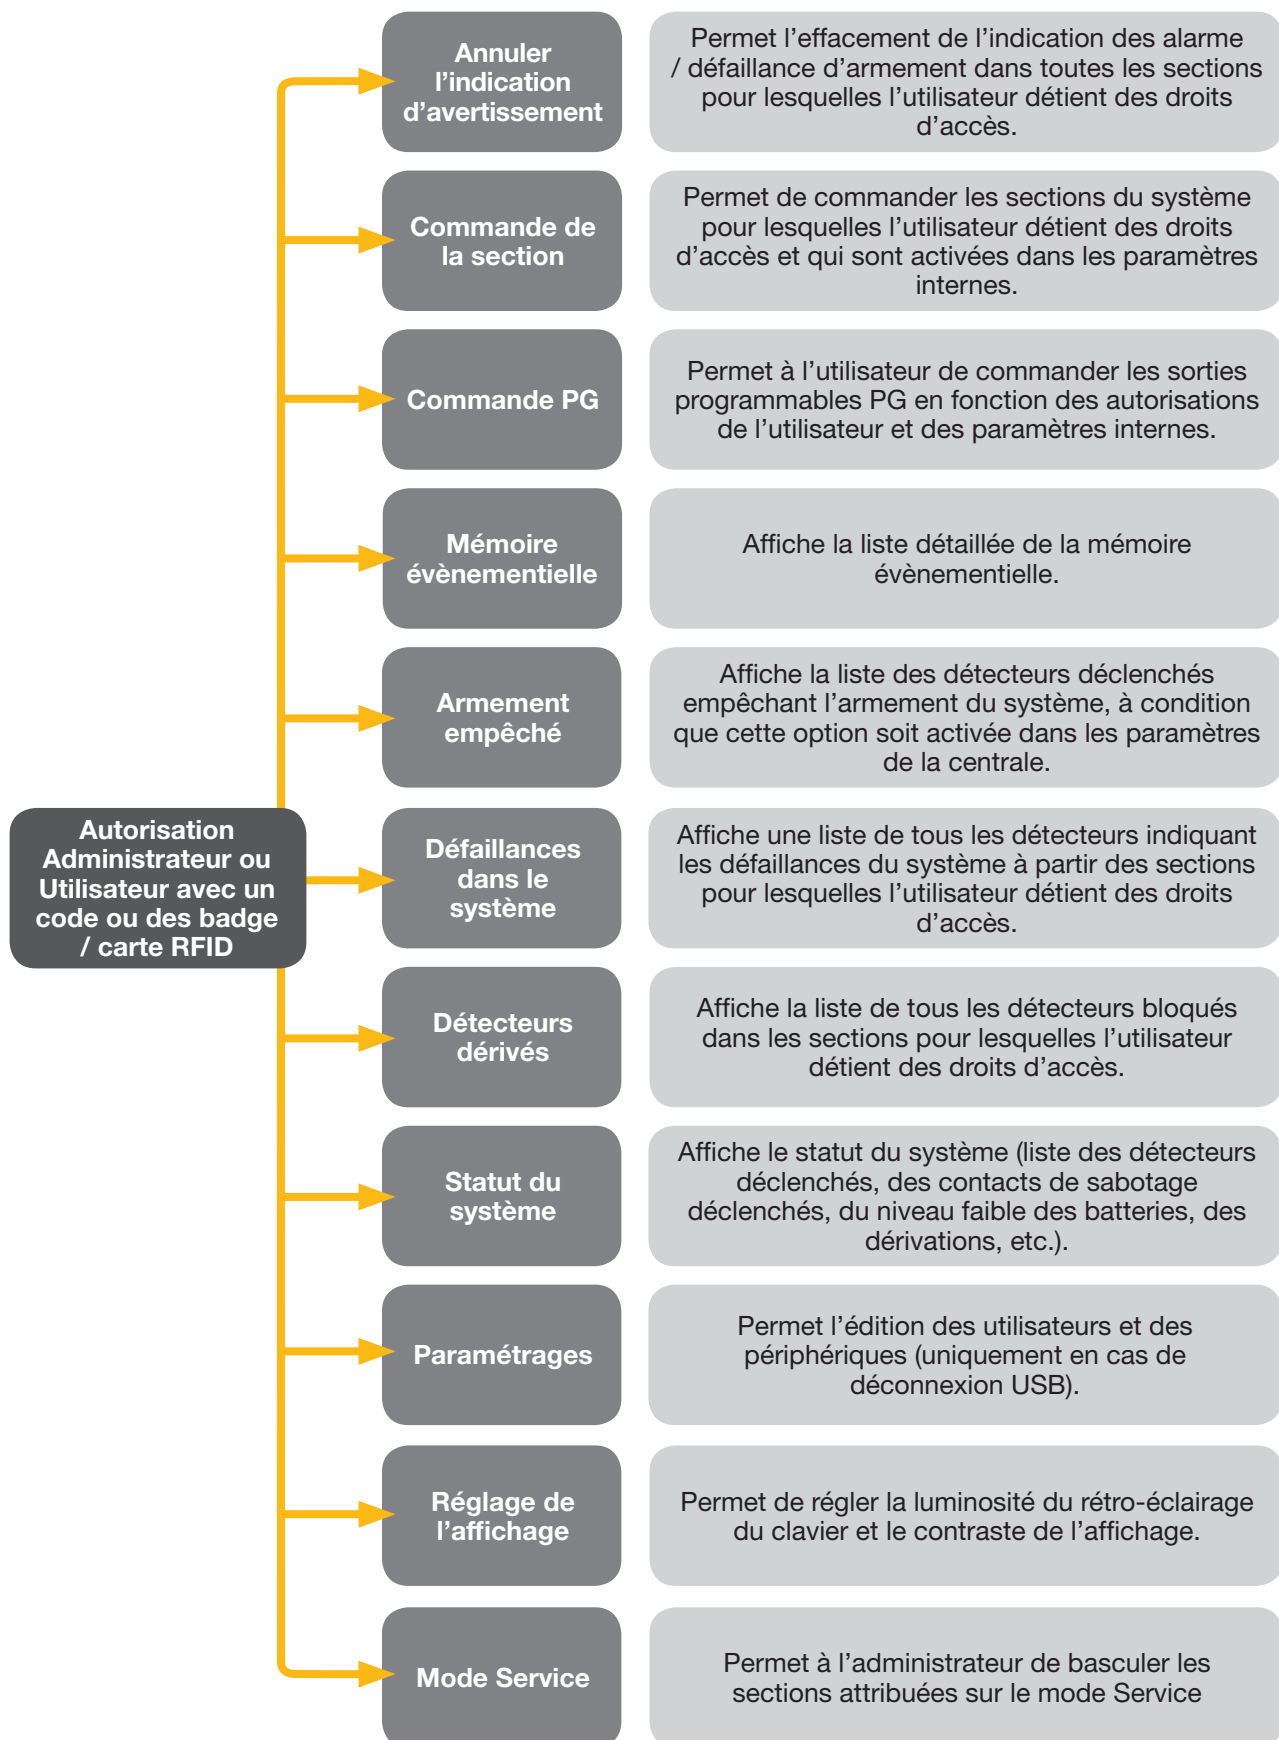 Annuler
l’indication
d’avertissement
Permet l’effacement de l’indication des alarme
/ défaillance d’armement dans toutes les sections
pour lesquelles l’utilisateur détient des droits
d’accès.
Commande de
la section
Permet de commander les sections du système
pour lesquelles l’utilisateur détient des droits
d’accès et qui sont activées dans les paramètres
internes.
Commande PG
Permet à l’utilisateur de commander les sorties
programmables PG en fonction des autorisations
de l’utilisateur et des paramètres internes.
Mémoire
évènementielle
Affiche la liste détaillée de la mémoire
évènementielle.
Armement
empêché
Affiche la liste des détecteurs déclenchés
empêchant l’armement du système, à condition
que cette option soit activée dans les paramètres
de la centrale.
Autorisation
Administrateur ou
Utilisateur avec un
code ou des badge
/ carte RFID
Défaillances
dans le
système
Affiche une liste de tous les détecteurs indiquant
les défaillances du système à partir des sections
pour lesquelles l’utilisateur détient des droits
d’accès.
Détecteurs
dérivés
Affiche la liste de tous les détecteurs bloqués
dans les sections pour lesquelles l’utilisateur
détient des droits d’accès.
Statut du
système
Affiche le statut du système (liste des détecteurs
déclenchés, des contacts de sabotage
déclenchés, du niveau faible des batteries, des
dérivations, etc.).
Paramétrages
Permet l’édition des utilisateurs et des
périphériques (uniquement en cas de
déconnexion USB).
Réglage de
l’affichage
Permet de régler la luminosité du rétro-éclairage
du clavier et le contraste de l’affichage.
Mode Service
Permet à l’administrateur de basculer les
sections attribuées sur le mode Service